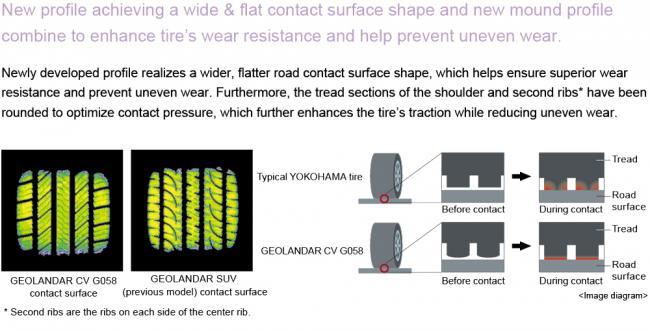 New profile achieving a wide & flat contact surface shape and new mound profile
combine to enhance tire's wear resistance and help prevent uneven wear.
Newly developed profile realizes a wider, flatter road contact surface shape, which helps ensure superior wear
resistance and prevent uneven wear. Furthermore, the tread sections of the shoulder and second ribs* have been
rounded to optimize contact pressure, which further enhances the tire's traction while reducing uneven wear.
GEOLANDAR CV G058
contact surface
GEOLANDAR SUV
(previous model) contact surface
* Second ribs are the ribs on each side of the center rib.
Typical YOKOHAMA tire
Before contact
During contact
Tread
Road
surface
GEOLANDAR CV G058
Before contact
During contact
Tread
Road
surface
<Image diagram>